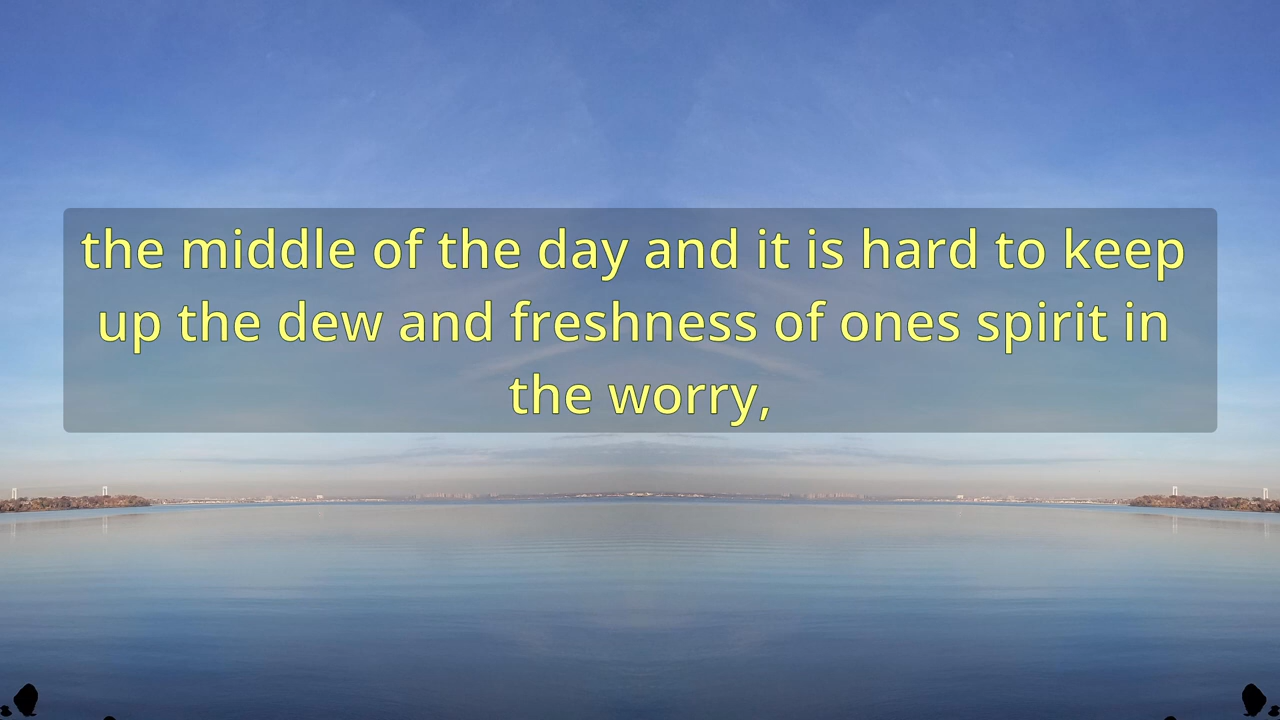 the middle of the day and it is hard to keep
up the dew and freshness of ones spirit in
the worry,